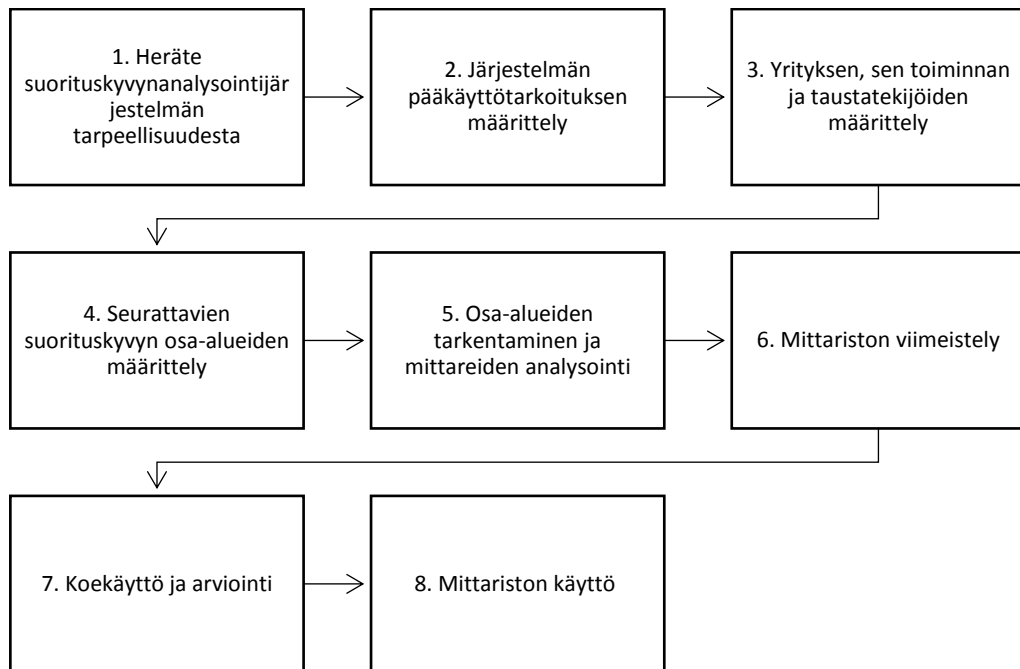 1. Heräte
suorituskyvynanalysointijär
jestelmän
tarpeellisuudesta
2. Järjestelmän
pääkäyttötarkoituksen
määrittely
3. Yrityksen, sen toiminnan
ja taustatekijöiden
määrittely
4. Seurattavien
suorituskyvyn osa-alueiden
määrittely
5. Osa-alueiden
tarkentaminen ja
mittareiden analysointi
6. Mittariston viimeistely
7. Koekäyttö ja arviointi
8. Mittariston käyttö